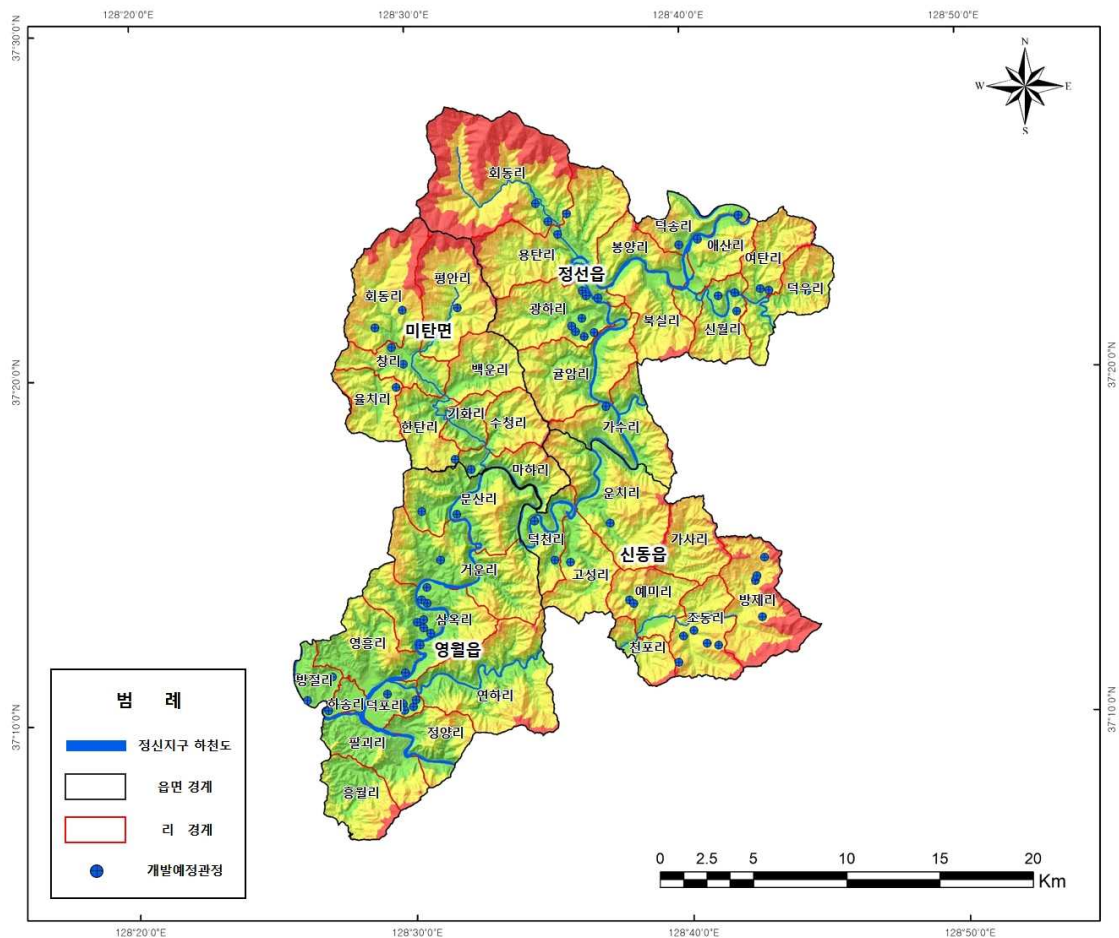 128°20'0"E 128°30'0"E 128°40'0"E 128°50'0"E
37°30'0"N
37°20'0"N 37°20'0"N
37°10'0"N 37°10'0"N
N
W E
S
회동리
덕송리
애산리
용탄리 봉양리
여탄리
정선읍
평안리
덕우리
회동리
광하리
북실리
신월리
미탄면
창리
백운리
귤암리
율치리
기화리
한탄리
수청리
가수리
마하리
문산리
운치리
덕천리
가사리
신동읍
거운리
고성리
예미리
방제리
삼옥리
조동리
영흥리
천포리
영월읍
방절리
연하리
하송리
덕포리
정양리
팔괴리
흥월리
범 례
정신지구 하천도
읍면 경계
리 경계
개발예정관정
0 2.5 5 10 15 20
Km
128°20'0"E 128°30'0"E 128°40'0"E 128°50'0"E